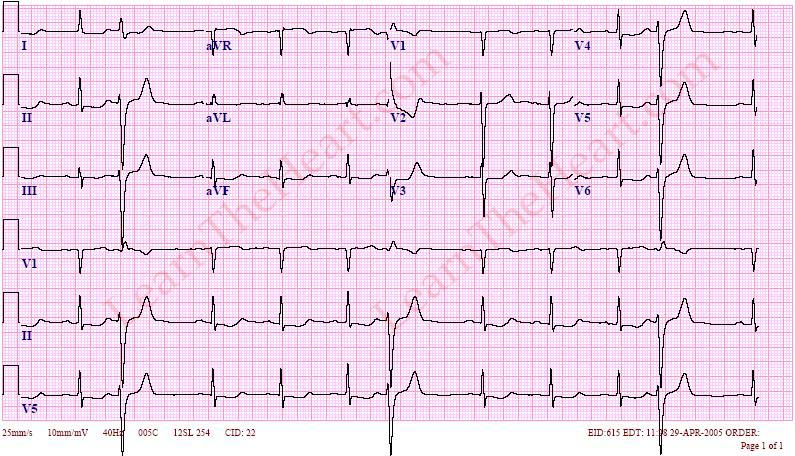 I aVR V1 V4
II aVL V2 V5
III aVF V3 V6
V1
II
V5
LearnTheHeart.com
LearnTheHeart.com
25mm/s 10mm/mV 40Hz 005C 12SL 254 CID: 22 EID:615 EDT: 11:08 29-APR-2005 ORDER:
Page 1 of 1